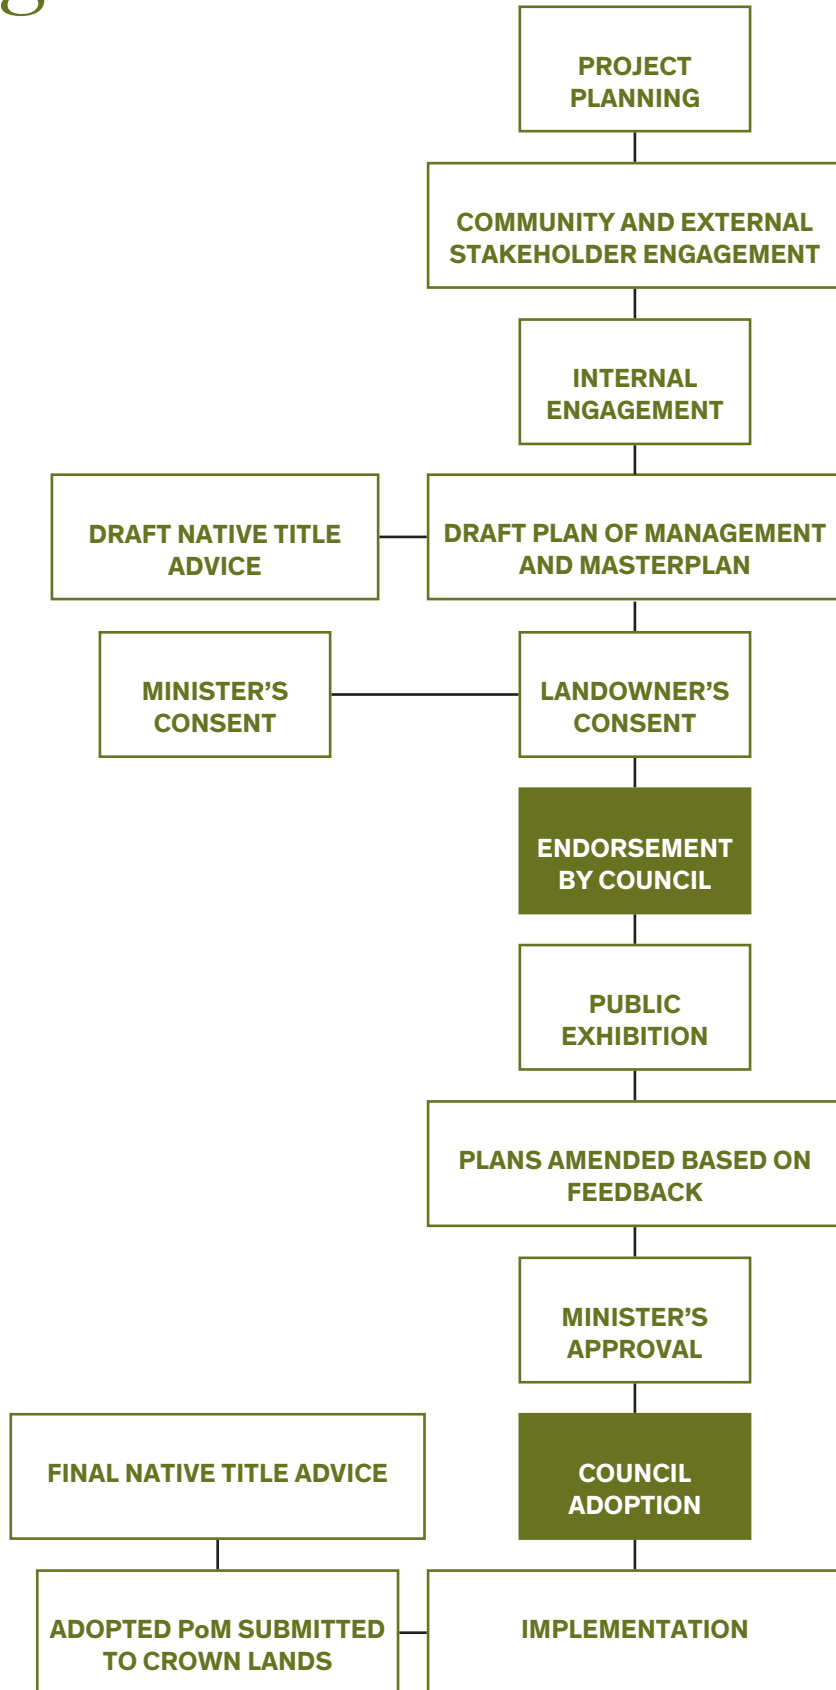 g
PROJECT
PLANNING
COMMUNITY AND EXTERNAL
STAKEHOLDER ENGAGEMENT
INTERNAL
ENGAGEMENT
DRAFT NATIVE TITLE
ADVICE
DRAFT PLAN OF MANAGEMENT
AND MASTERPLAN
MINISTER’S
CONSENT
LANDOWNER’S
CONSENT
ENDORSEMENT
BY COUNCIL
PUBLIC
EXHIBITION
PLANS AMENDED BASED ON
FEEDBACK
MINISTER’S
APPROVAL
FINAL NATIVE TITLE ADVICE
COUNCIL
ADOPTION
ADOPTED PoM SUBMITTED
TO CROWN LANDS
IMPLEMENTATION